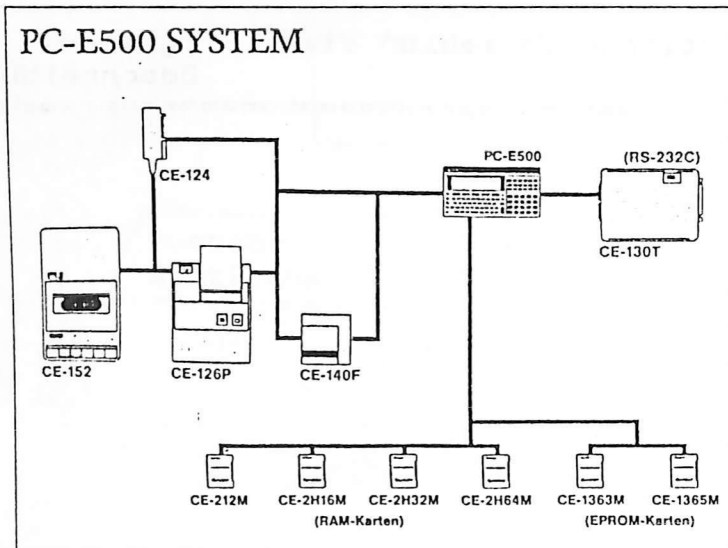 PC-E500 SYSTEM
CE-124
PC-E500
(RS-232C)
CE-130T
CE-152
CE-126P
CE-140F
CE-212M
CE-2H16M
CE-2H32M
CE-2H64M
CE-1363M
CE-1365M
(RAM-Karten)
(EPROM-Karten)